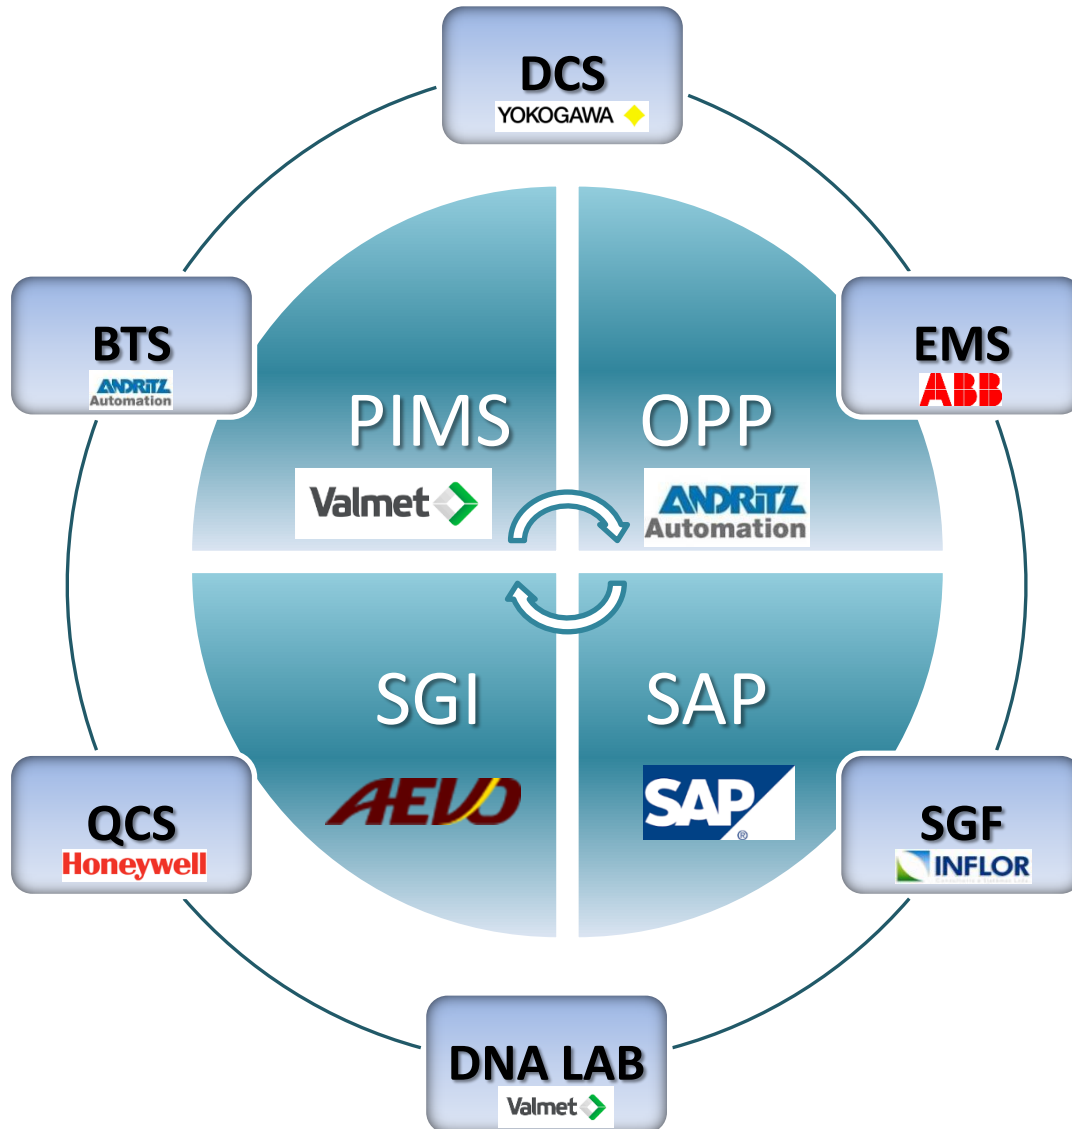 DCS
YOKOGAWA
BTS
ANDRITZ
Automation
EMS
ABB
PIMS
Valmet
OPP
ANDRITZ
Automation
SGI
AEVO
SAP
SAP
®
QCS
Honeywell
SGF
INFLOR
DNA LAB
Valmet